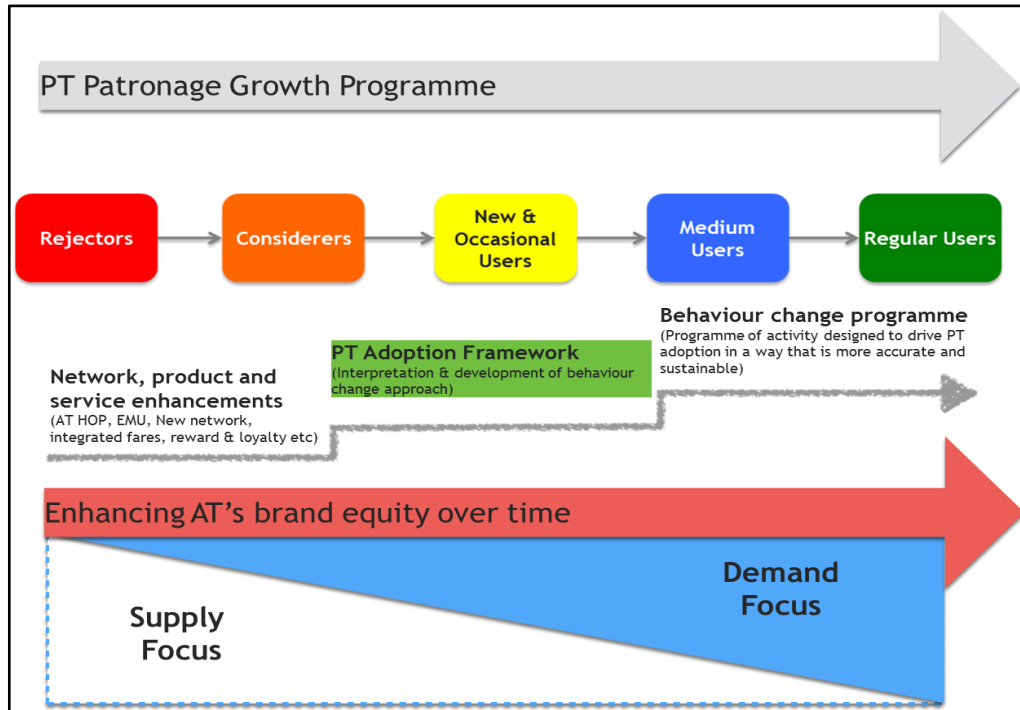 PT Patronage Growth Programme
Rejectors
Considerers
New &
Occasional
Users
Medium
Users
Regular Users
Network, product and
service enhancements
(AT HOP, EMU, New network,
integrated fares, reward & loyalty etc)
PT Adoption Framework
(Interpretation & development of behaviour
change approach)
Behaviour change programme
(Programme of activity designed to drive PT
adoption in a way that is more accurate and
sustainable)
Enhancing AT’s brand equity over time
Supply
Focus
Demand
Focus